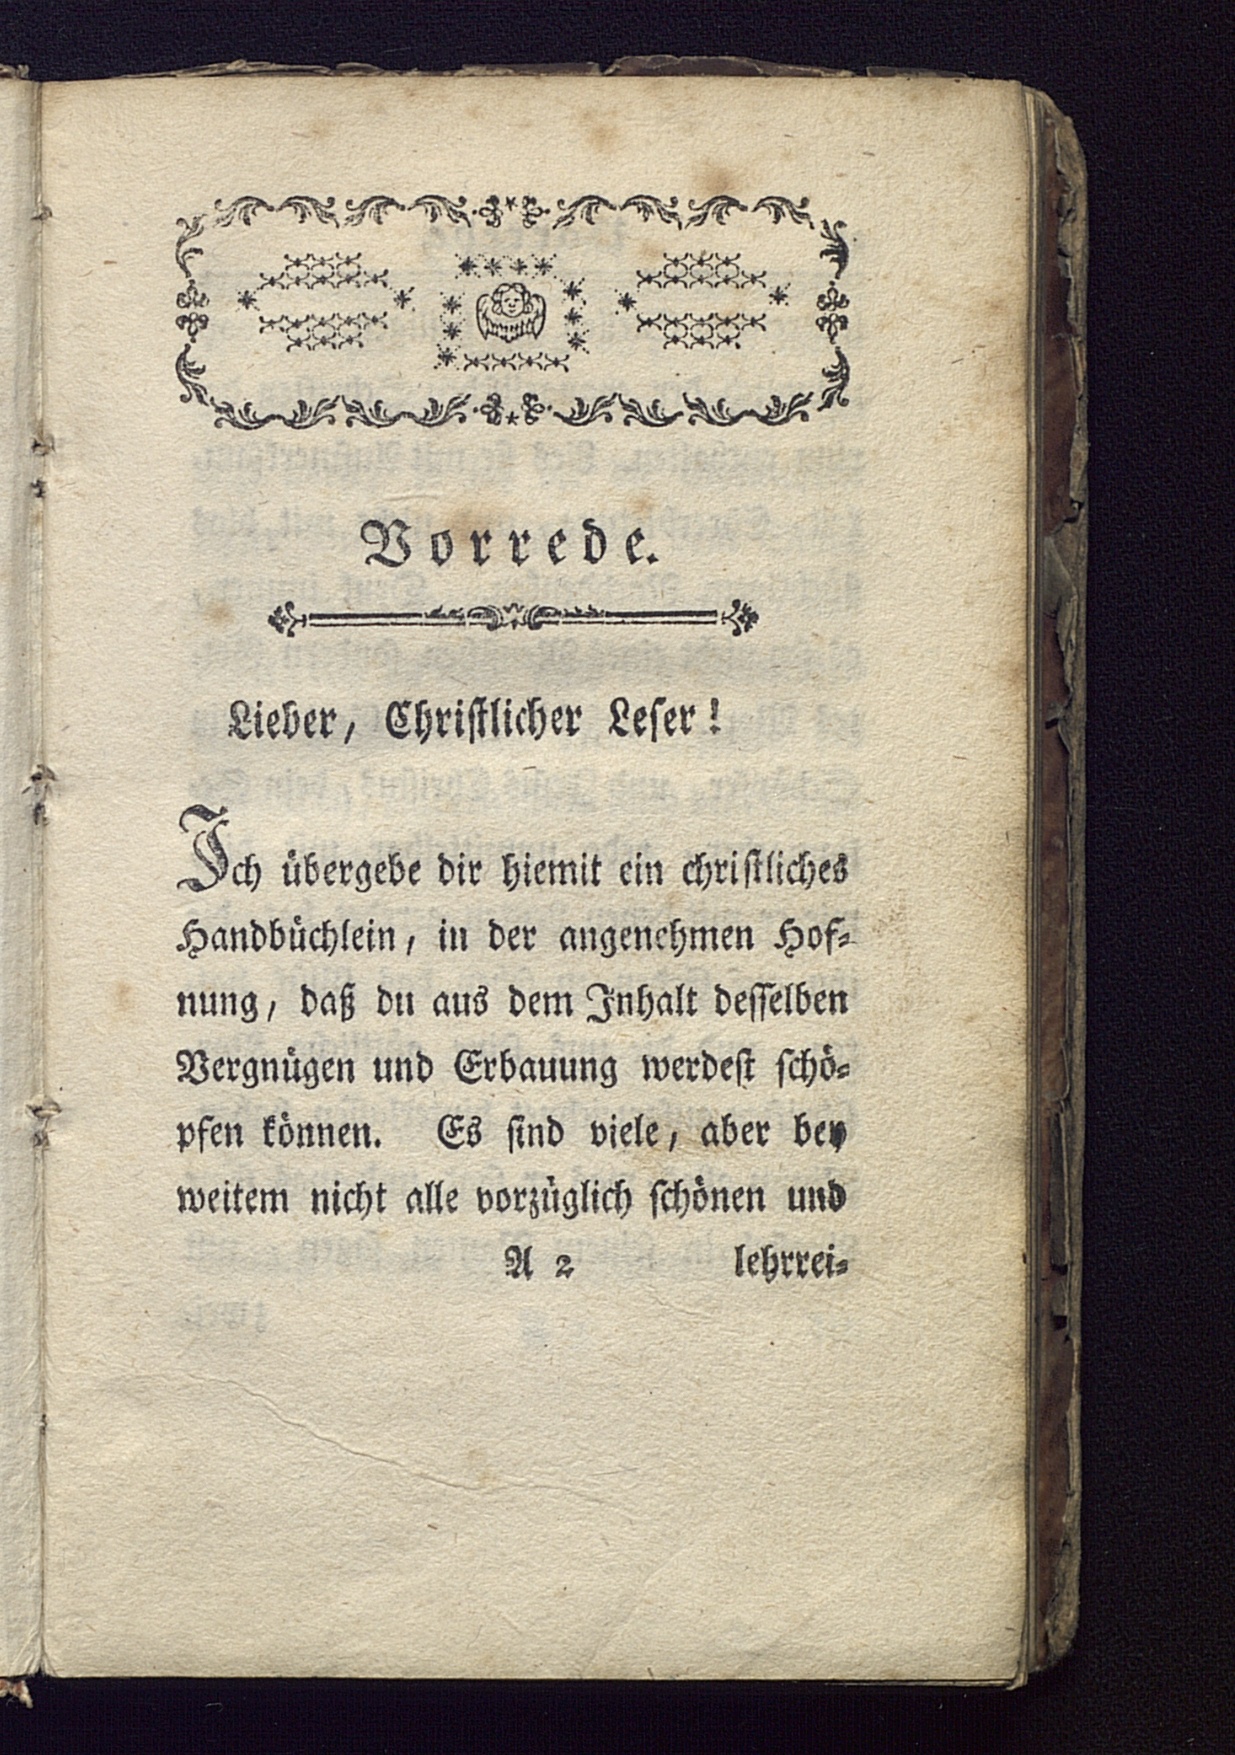 Vorrede.
Lieber, Christlicher Leser!
Ich übergebe dir hiemit ein christliches
Handbüchlein, in der angenehmen Hof⸗
nung, daß du aus dem Inhalt desselben
Vergnügen und Erbauung werdest schö⸗
pfen können. Es sind viele, aber bey
weitem nicht alle vorzüglich schönen und
A 2 lehrrei⸗